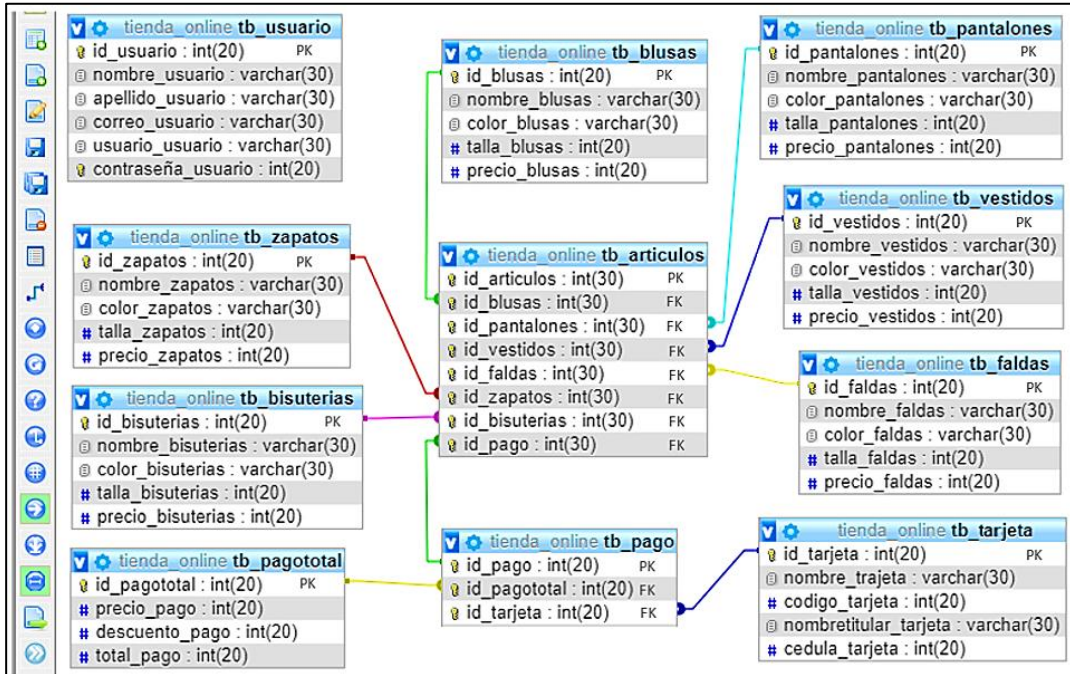 tienda_online tb_usuario
id_usuario : int(20) PK
nombre_usuario : varchar(30)
apellido_usuario : varchar(30)
correo_usuario : varchar(30)
usuario_usuario : varchar(30)
contraseña_usuario : int(20)
tienda_online tb_blusas
id_blusas : int(20) PK
nombre_blusas : varchar(30)
color_blusas : varchar(30)
talla_blusas : int(20)
precio_blusas : int(20)
tienda_online tb_pantalones
id_pantalones : int(20) PK
nombre_pantalones : varchar(30)
color_pantalones : varchar(30)
talla_pantalones : int(20)
precio_pantalones : int(20)
tienda_online tb_zapatos
id_zapatos : int(20) PK
nombre_zapatos : varchar(30)
color_zapatos : varchar(30)
talla_zapatos : int(20)
precio_zapatos : int(20)
tienda_online tb_articulos
id_articulos : int(30) PK
id_blusas : int(30) FK
id_pantalones : int(30) FK
id_vestidos : int(30) FK
id_faldas : int(30) FK
id_zapatos : int(30) FK
id_bisuterias : int(30) FK
id_pago : int(30) FK
tienda_online tb_vestidos
id_vestidos : int(20) PK
nombre_vestidos : varchar(30)
color_vestidos : varchar(30)
talla_vestidos : int(20)
precio_vestidos : int(20)
tienda_online tb_bisuterias
id_bisuterias : int(20) PK
nombre_bisuterias : varchar(30)
color_bisuterias : varchar(30)
talla_bisuterias : int(20)
precio_bisuterias : int(20)
tienda_online tb_faldas
id_faldas : int(20) PK
nombre_faldas : varchar(30)
color_faldas : varchar(30)
talla_faldas : int(20)
precio_faldas : int(20)
tienda_online tb_pagototal
id_pagototal : int(20) PK
precio_pago : int(20)
descuento_pago : int(20)
total_pago : int(20)
tienda_online tb_pago
id_pago : int(20) PK
id_pagototal : int(20) FK
id_tarjeta : int(20) FK
tienda_online tb_tarjeta
id_tarjeta : int(20) PK
nombre_trajeta : varchar(30)
codigo_tarjeta : int(20)
nombretitular_tarjeta : varchar(30)
cedula_tarjeta : int(20)